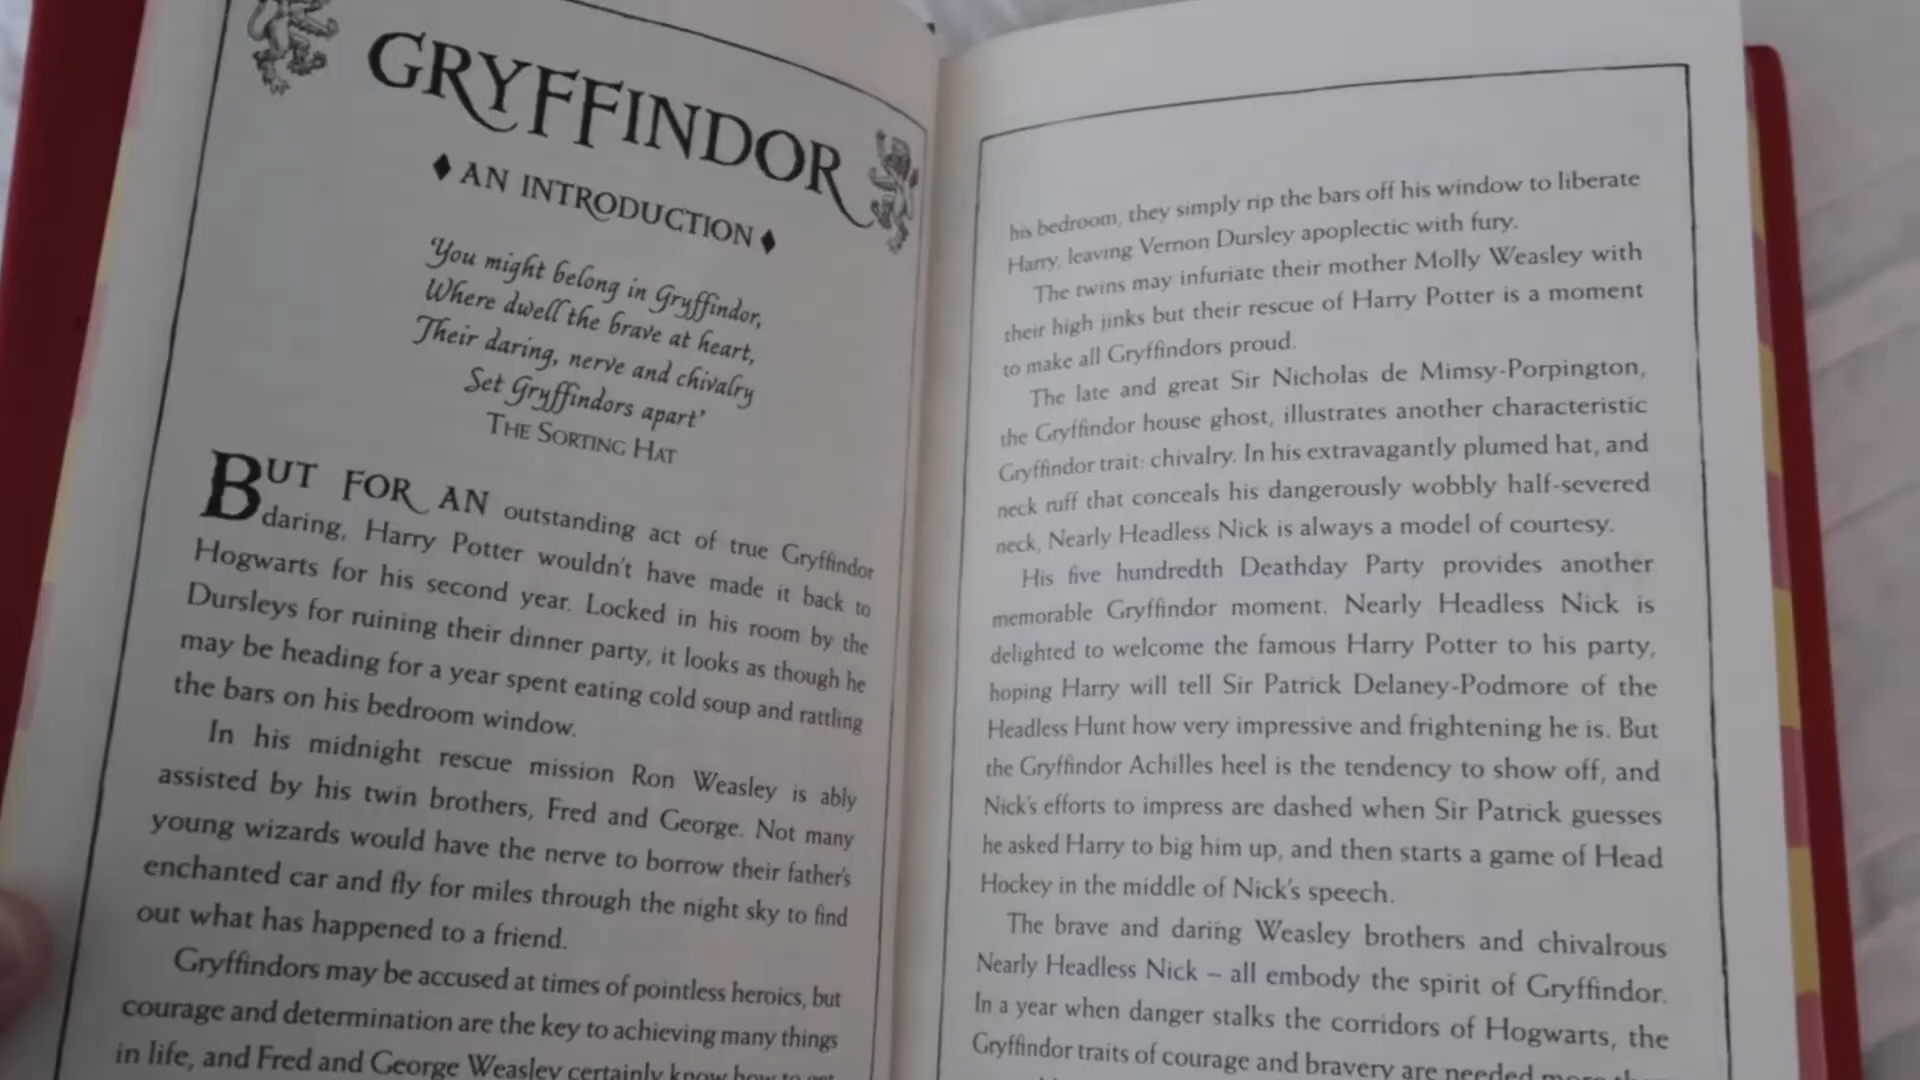 GRYFFINDOR
♦ AN INTRODUCTION ♦
‘You might belong in Gryffindor,
Where dwell the brave at heart,
Their daring, nerve and chivalry
Set Gryffindors apart’
THE SORTING HAT
BUT FOR AN outstanding act of true Gryffindor
daring, Harry Potter wouldn’t have made it back to
Hogwarts for his second year. Locked in his room by the
Dursleys for ruining their dinner party, it looks as though he
may be heading for a year spent eating cold soup and rattling
the bars on his bedroom window.
In his midnight rescue mission Ron Weasley is ably
assisted by his twin brothers, Fred and George. Not many
young wizards would have the nerve to borrow their father’s
enchanted car and fly for miles through the night sky to find
out what has happened to a friend.
Gryffindors may be accused at times of pointless heroics, but
courage and determination are the key to achieving many things
in life, and Fred and George Weasley certainly know how to get
his bedroom, they simply rip the bars off his window to liberate
Harry, leaving Vernon Dursley apoplectic with fury.
The twins may infuriate their mother Molly Weasley with
their high jinks but their rescue of Harry Potter is a moment
to make all Gryffindors proud.
The late and great Sir Nicholas de Mimsy-Porpington,
the Gryffindor house ghost, illustrates another characteristic
Gryffindor trait: chivalry. In his extravagantly plumed hat, and
neck ruff that conceals his dangerously wobbly half-severed
neck, Nearly Headless Nick is always a model of courtesy.
His five hundredth Deathday Party provides another
memorable Gryffindor moment. Nearly Headless Nick is
delighted to welcome the famous Harry Potter to his party,
hoping Harry will tell Sir Patrick Delaney-Podmore of the
Headless Hunt how very impressive and frightening he is. But
the Gryffindor Achilles heel is the tendency to show off, and
Nick’s efforts to impress are dashed when Sir Patrick guesses
he asked Harry to big him up, and then starts a game of Head
Hockey in the middle of Nick’s speech.
The brave and daring Weasley brothers and chivalrous
Nearly Headless Nick – all embody the spirit of Gryffindor.
In a year when danger stalks the corridors of Hogwarts, the
Gryffindor traits of courage and bravery are needed more